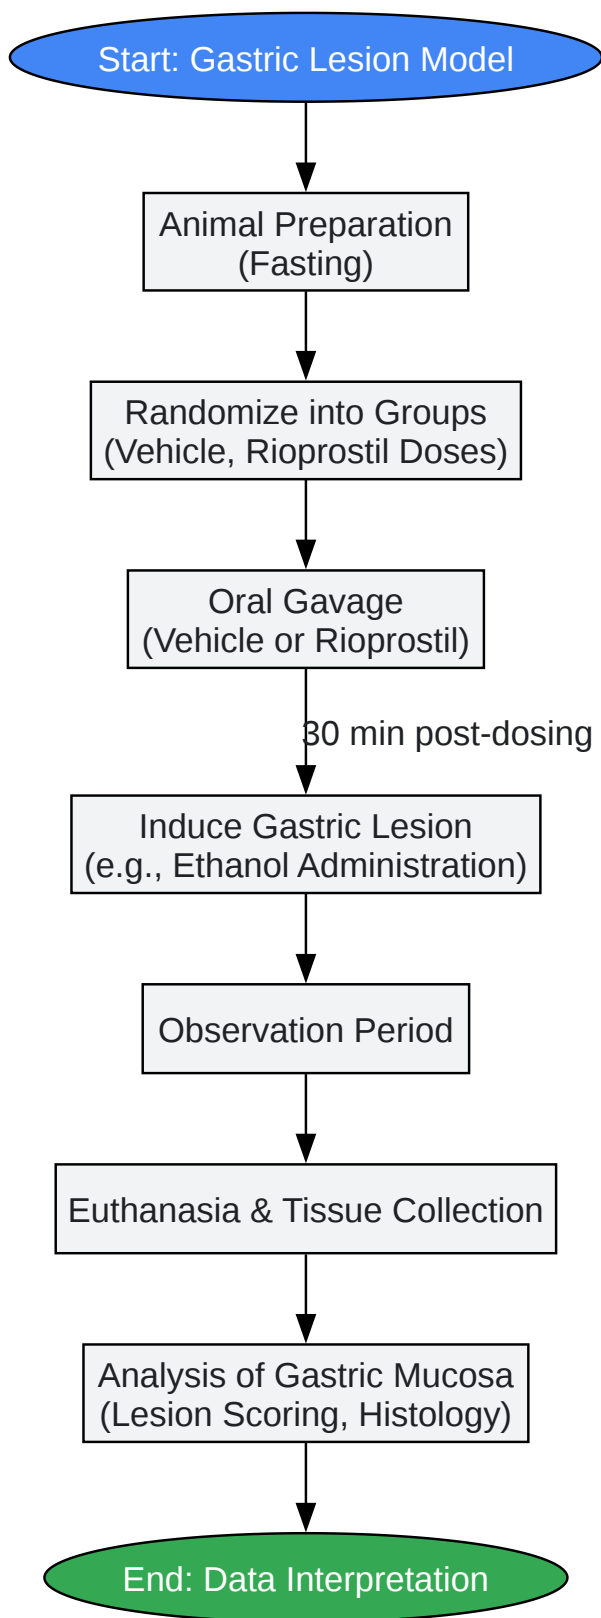 Start: Gastric Lesion Model
Animal Preparation
(Fasting)
Randomize into Groups
(Vehicle, Rioprostil Doses)
Oral Gavage
(Vehicle or Rioprostil)
30 min post-dosing
Induce Gastric Lesion
(e.g., Ethanol Administration)
Observation Period
Euthanasia & Tissue Collection
Analysis of Gastric Mucosa
(Lesion Scoring, Histology)
End: Data Interpretation